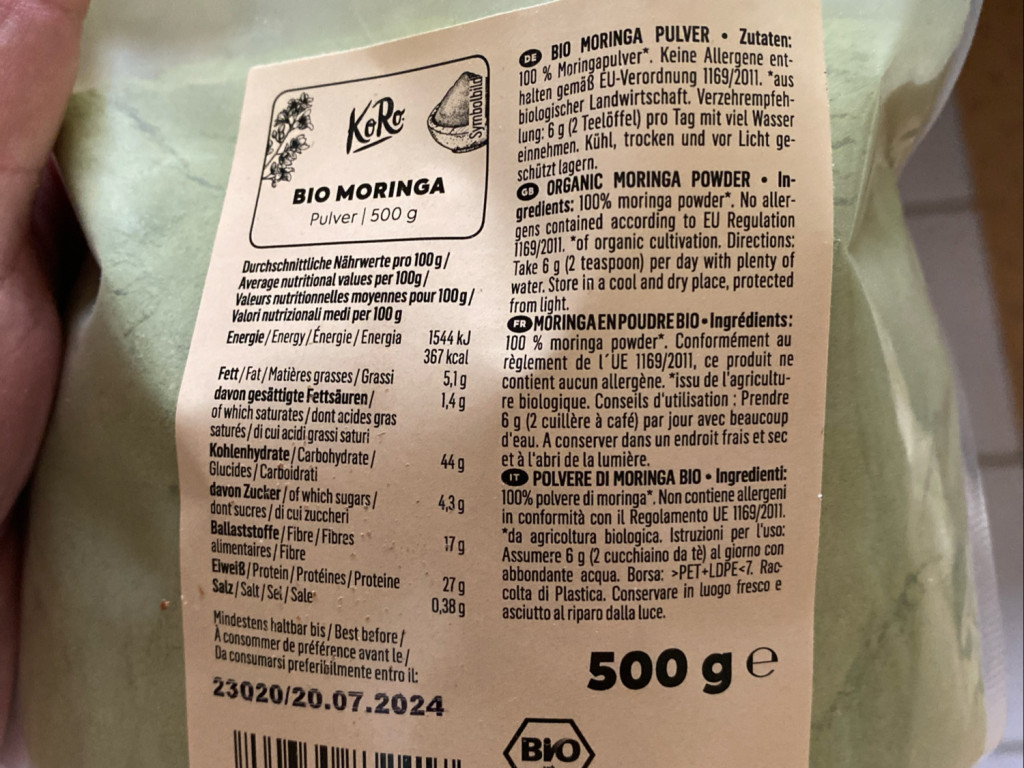 KoRo
Symbolbild
BIO MORINGA
Pulver | 500 g
Durchschnittliche Nährwerte pro 100 g/
Average nutritional values per 100g/
Valeurs nutritionnelles moyennes pour 100 g/
Valori nutrizionali medi per 100 g
Energie/Energy/Énergie/Energia 1544 kJ
367 kcal
Fett/Fat/Matières grasses/Grassi 5,1 g
davon gesättigte Fettsäuren/ 1,4 g
of which saturates/dont acides gras
saturés/di cui acidi grassi saturi
Kohlenhydrate/Carbohydrate/ 44 g
Glucides/Carboidrati
davon Zucker/of which sugars/ 4,3 g
dont sucres/di cui zuccheri
Ballaststoffe/Fibre/Fibres 17 g
alimentaires/Fibre
Eiweiß/Protein/Protéines/Proteine 27 g
Salz/Salt/Sel/Sale 0,38 g
Mindestens haltbar bis/Best before/
À consommer de préférence avant le/
Da consumarsi preferibilmente entro il:
23020/20.07.2024
DE BIO MORINGA PULVER • Zutaten:
100 % Moringapulver*. Keine Allergene ent-
halten gemäß EU-Verordnung 1169/2011. *aus
biologischer Landwirtschaft. Verzehrempfeh-
lung: 6 g (2 Teelöffel) pro Tag mit viel Wasser
einnehmen. Kühl, trocken und vor Licht ge-
schützt lagern.
GB ORGANIC MORINGA POWDER • In-
gredients: 100% moringa powder*. No aller-
gens contained according to EU Regulation
1169/2011. *of organic cultivation. Directions:
Take 6 g (2 teaspoon) per day with plenty of
water. Store in a cool and dry place, protected
from light.
FR MORINGA EN POUDRE BIO • Ingrédients:
100 % moringa powder*. Conformément au
règlement de l´UE 1169/2011, ce produit ne
contient aucun allergène. *issu de l'agricultu-
re biologique. Conseils d'utilisation : Prendre
6 g (2 cuillère à café) par jour avec beaucoup
d'eau. A conserver dans un endroit frais et sec
et à l'abri de la lumière.
IT POLVERE DI MORINGA BIO • Ingredienti:
100% polvere di moringa*. Non contiene allergeni
in conformità con il Regolamento UE 1169/2011.
*da agricoltura biologica. Istruzioni per l'uso:
Assumere 6 g (2 cucchiaino da tè) al giorno con
abbondante acqua. Borsa: >PET+LDPE<7. Rac-
colta di Plastica. Conservare in luogo fresco e
asciutto al riparo dalla luce.
500 g e
BIO